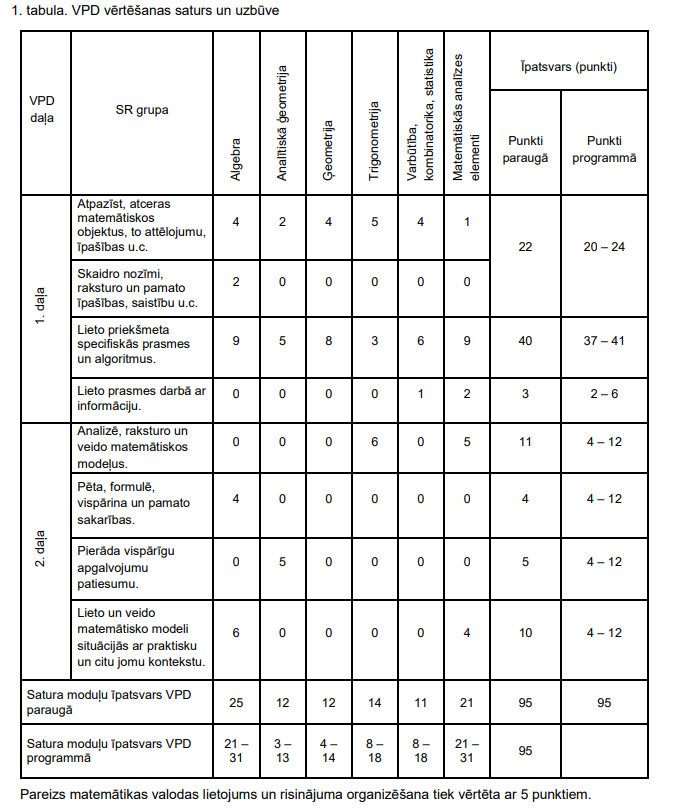 1. tabula. VPD vērtēšanas saturs un uzbūve
VPD daļa
SR grupa
Algebra
Analītiskā ģeometrija
Ģeometrija
Trigonometrija
Varbūtība, kombinatorika, statistika
Matemātiskās analīzes elementi
Īpatsvars (punkti)
Punkti paraugā
Punkti programmā
1. daļa
Atpazīst, atceras
matemātiskos
objektus, to attēlojumu,
īpašības u.c.
4 2 4 5 4 1
22 20 – 24
Skaidro nozīmi,
raksturo un pamato
īpašības, saistību u.c.
2 0 0 0 0 0
Lieto priekšmeta
specifiskās prasmes
un algoritmus.
9 5 8 3 6 9 40 37 – 41
Lieto prasmes darbā ar
informāciju.
0 0 0 0 1 2 3 2 – 6
2. daļa
Analizē, raksturo un
veido matemātiskos
modeļus.
0 0 0 6 0 5 11 4 – 12
Pēta, formulē,
vispārina un pamato
sakarības.
4 0 0 0 0 0 4 4 – 12
Pierāda vispārīgu
apgalvojumu
patiesumu.
0 5 0 0 0 0 5 4 – 12
Lieto un veido
matemātisko modeli
situācijās ar praktisku
un citu jomu kontekstu.
6 0 0 0 0 4 10 4 – 12
Satura moduļu īpatsvars VPD
paraugā
25 12 12 14 11 21 95 95
Satura moduļu īpatsvars VPD
programmā
21 – 31
3 – 13
4 – 14
8 – 18
8 – 18
21 – 31
95
Pareizs matemātikas valodas lietojums un risinājuma organizēšana tiek vērtēta ar 5 punktiem.